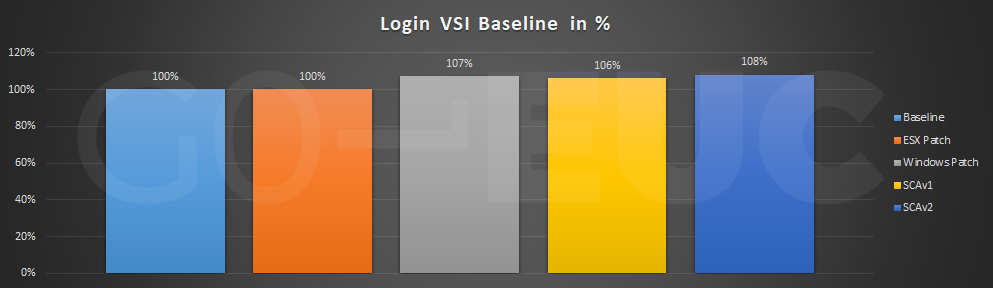 Login VSI Baseline in %
120%
100%
80%
60%
40%
20%
0%
100%
100%
107%
106%
108%
GO-EUC
Baseline
ESX Patch
Windows Patch
SCAv1
SCAv2